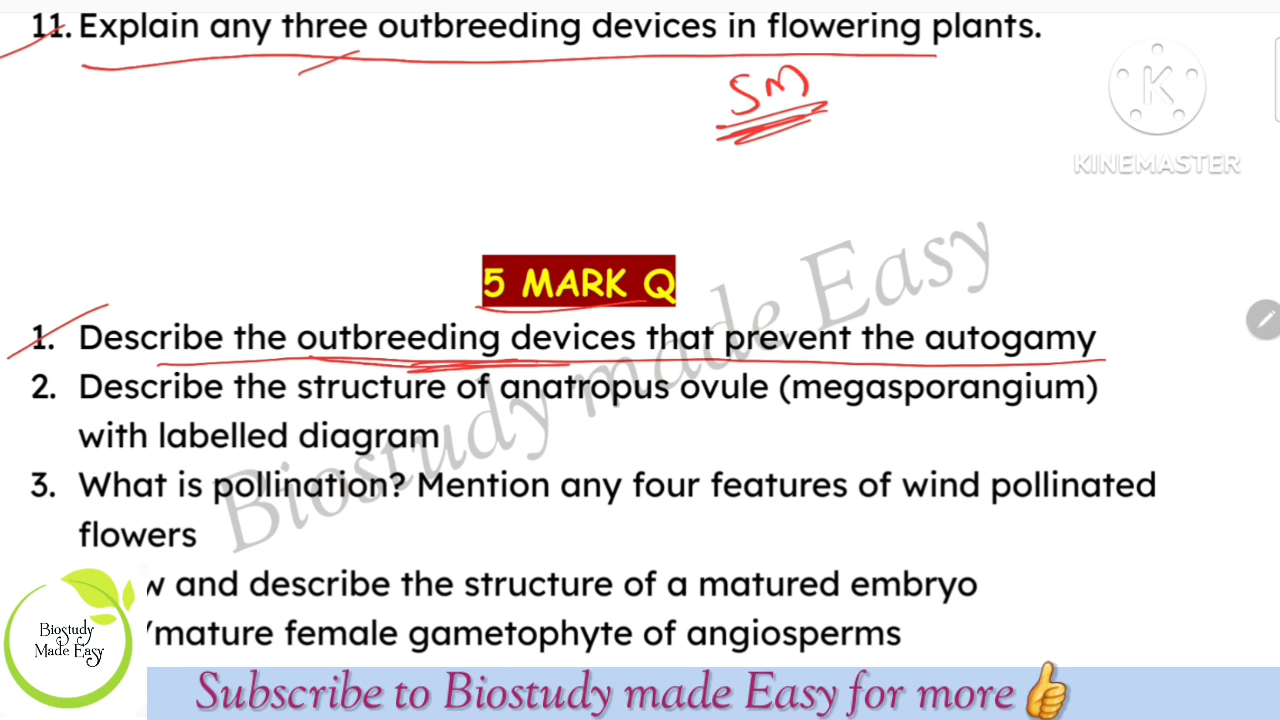 11. Explain any three outbreeding devices in flowering plants.
5M
KINEMASTER
5 MARK Q
1. Describe the outbreeding devices that prevent the autogamy
2. Describe the structure of anatropus ovule (megasporangium)
with labelled diagram
3. What is pollination? Mention any four features of wind pollinated
flowers
w and describe the structure of a matured embryo
/mature female gametophyte of angiosperms
Biostudy made Easy
Biostudy
Made Easy
Subscribe to Biostudy made Easy for more